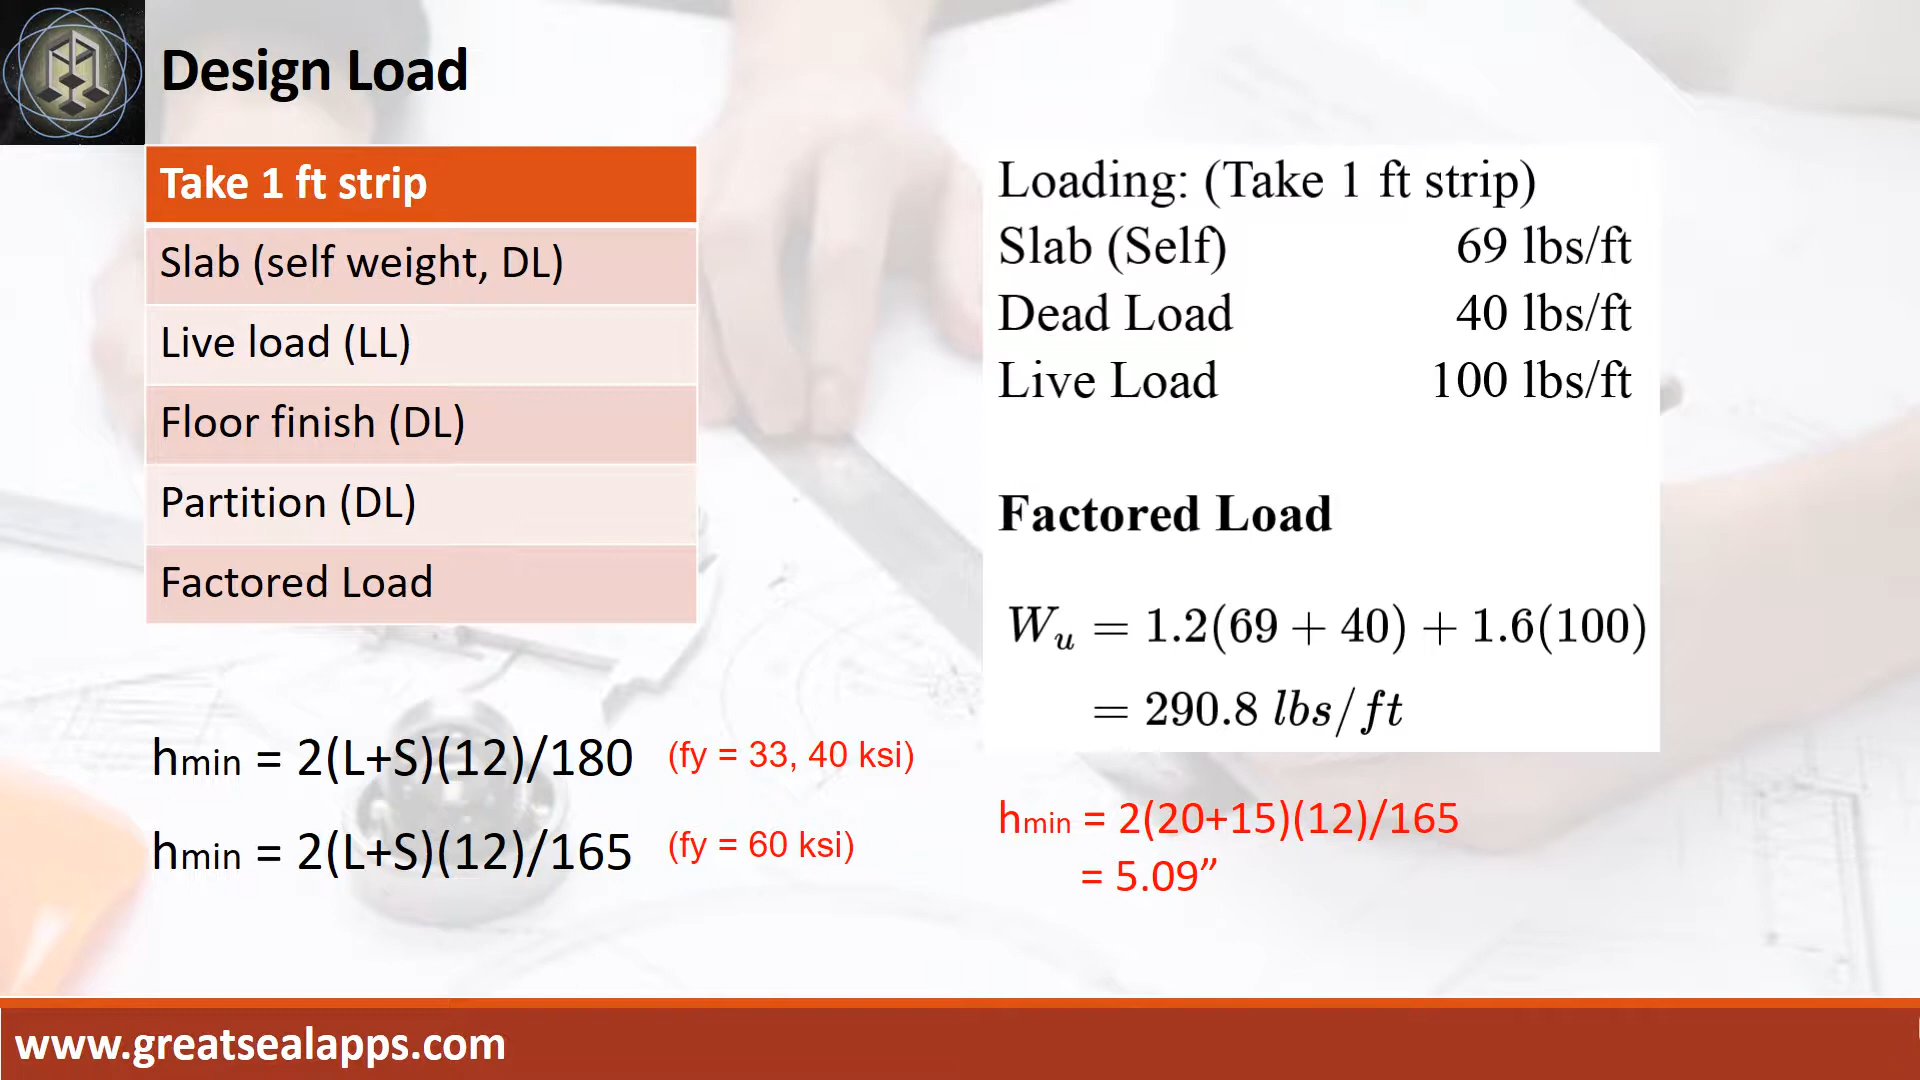 Design Load
Take 1 ft strip
Slab (self weight, DL)
Live load (LL)
Floor finish (DL)
Partition (DL)
Factored Load
hmin = 2(L+S)(12)/180 (fy = 33, 40 ksi)
hmin = 2(L+S)(12)/165 (fy = 60 ksi)
Loading: (Take 1 ft strip)
Slab (Self) 69 lbs/ft
Dead Load 40 lbs/ft
Live Load 100 lbs/ft
Factored Load
Wu = 1.2(69 + 40) + 1.6(100)
= 290.8 lbs/ft
hmin = 2(20+15)(12)/165
= 5.09”
www.greatsealapps.com